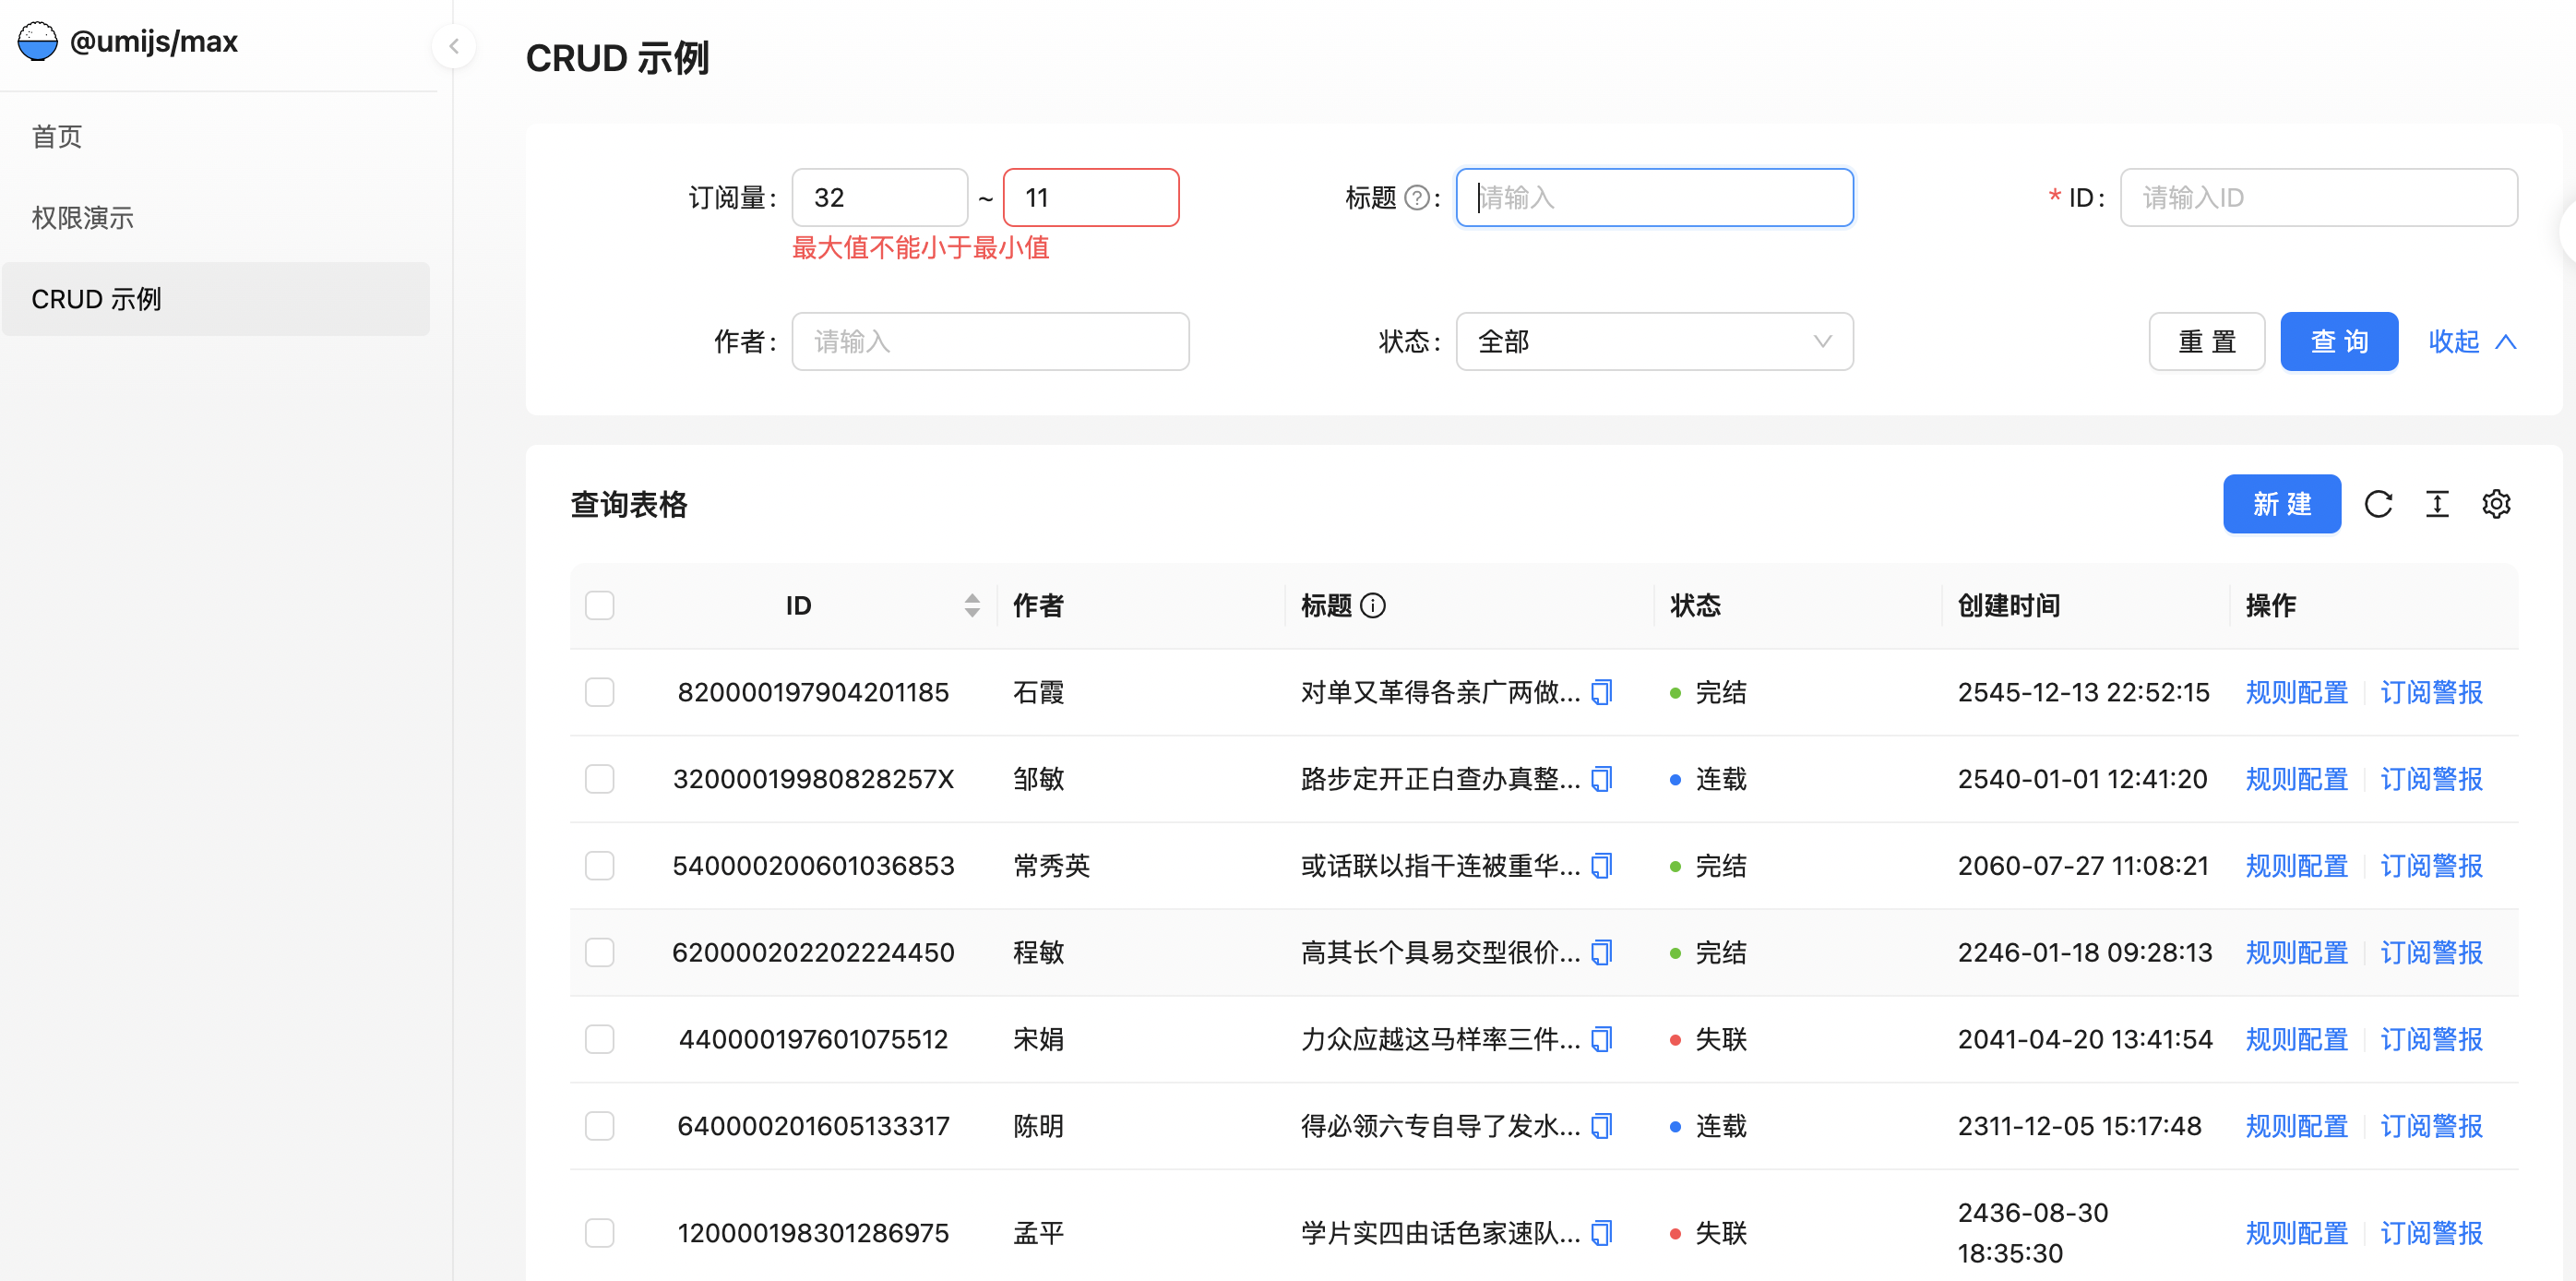 @umijs/max
首页
权限演示
CRUD 示例
CRUD 示例
订阅量: 32 ~ 11 标题: 请输入 * ID: 请输入ID
最大值不能小于最小值
作者: 请输入 状态: 全部 重 置 查 询 收起
查询表格 新 建
ID 作者 标题 状态 创建时间 操作
820000197904201185 石霞 对单又革得各亲广两做... 完结 2545-12-13 22:52:15 规则配置 订阅警报
32000019980828257X 邹敏 路步定开正白查办真整... 连载 2540-01-01 12:41:20 规则配置 订阅警报
540000200601036853 常秀英 或话联以指干连被重华... 完结 2060-07-27 11:08:21 规则配置 订阅警报
620000202202224450 程敏 高其长个具易交型很价... 完结 2246-01-18 09:28:13 规则配置 订阅警报
440000197601075512 宋娟 力众应越这马样率三件... 失联 2041-04-20 13:41:54 规则配置 订阅警报
640000201605133317 陈明 得必领六专自导了发水... 连载 2311-12-05 15:17:48 规则配置 订阅警报
120000198301286975 孟平 学片实四由话色家速队... 失联 2436-08-30 18:35:30 规则配置 订阅警报